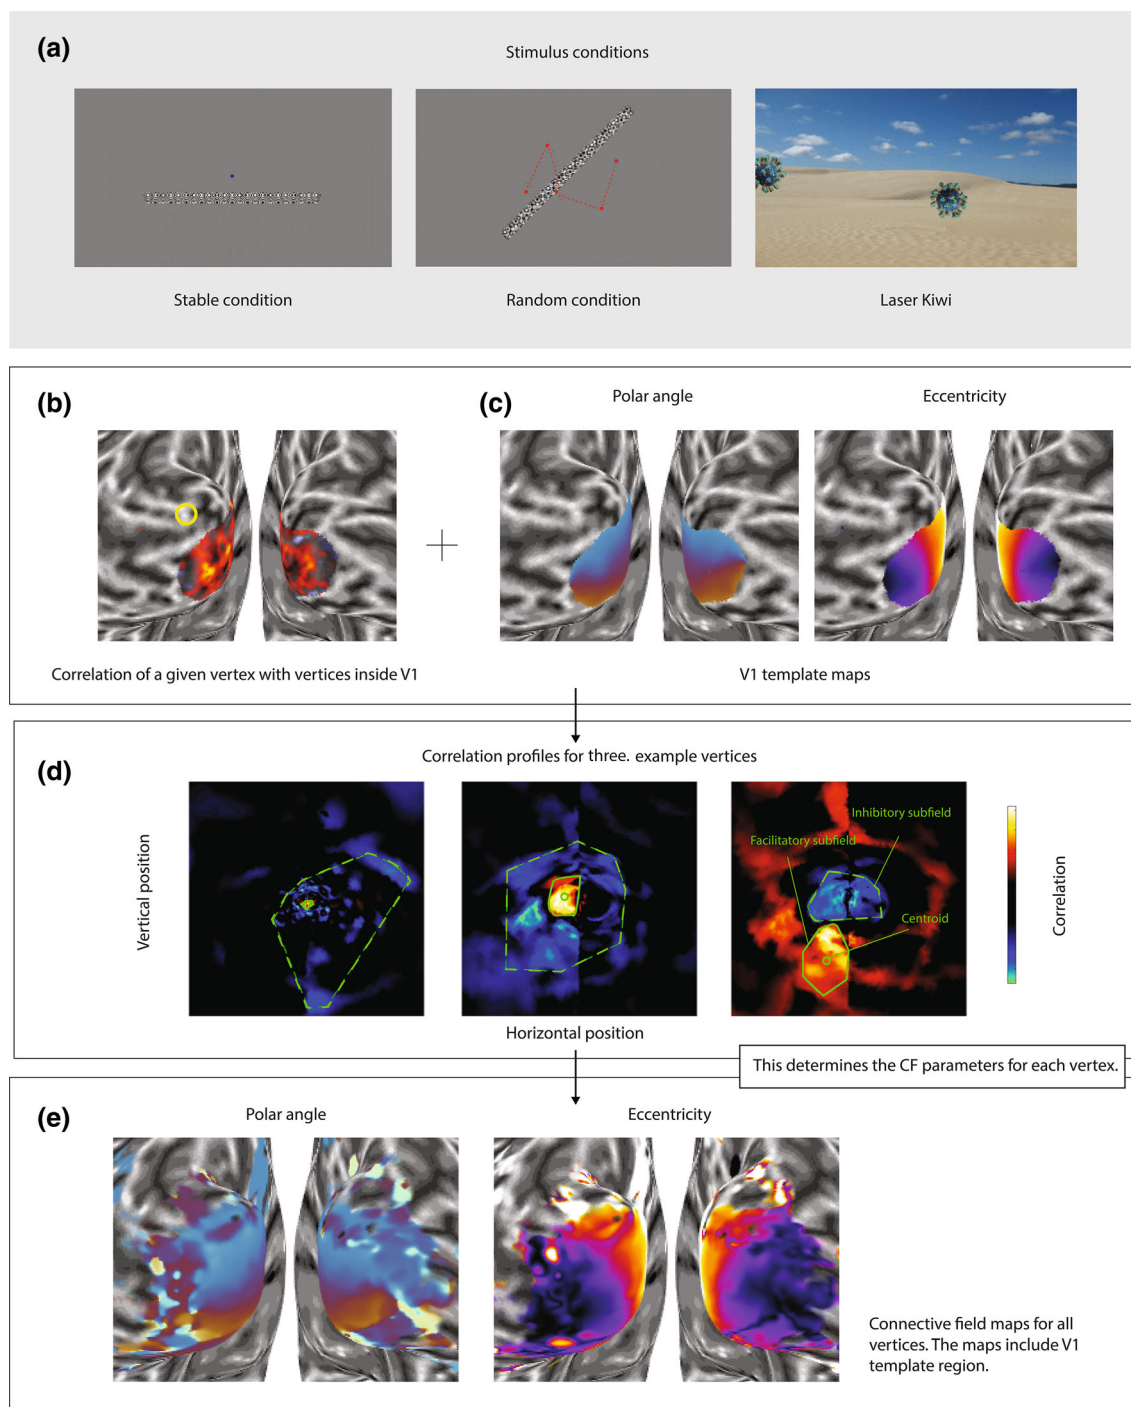 (a)
Stimulus conditions
Stable condition
Random condition
Laser Kiwi
(b)
(c)
Polar angle
Eccentricity
Correlation of a given vertex with vertices inside V1
V1 template maps
Correlation profiles for three. example vertices
(d)
Vertical position
Inhibitory subfield
Facilitatory subfield
Centroid
Correlation
Horizontal position
This determines the CF parameters for each vertex.
(e)
Polar angle
Eccentricity
Connective field maps for all
vertices. The maps include V1
template region.